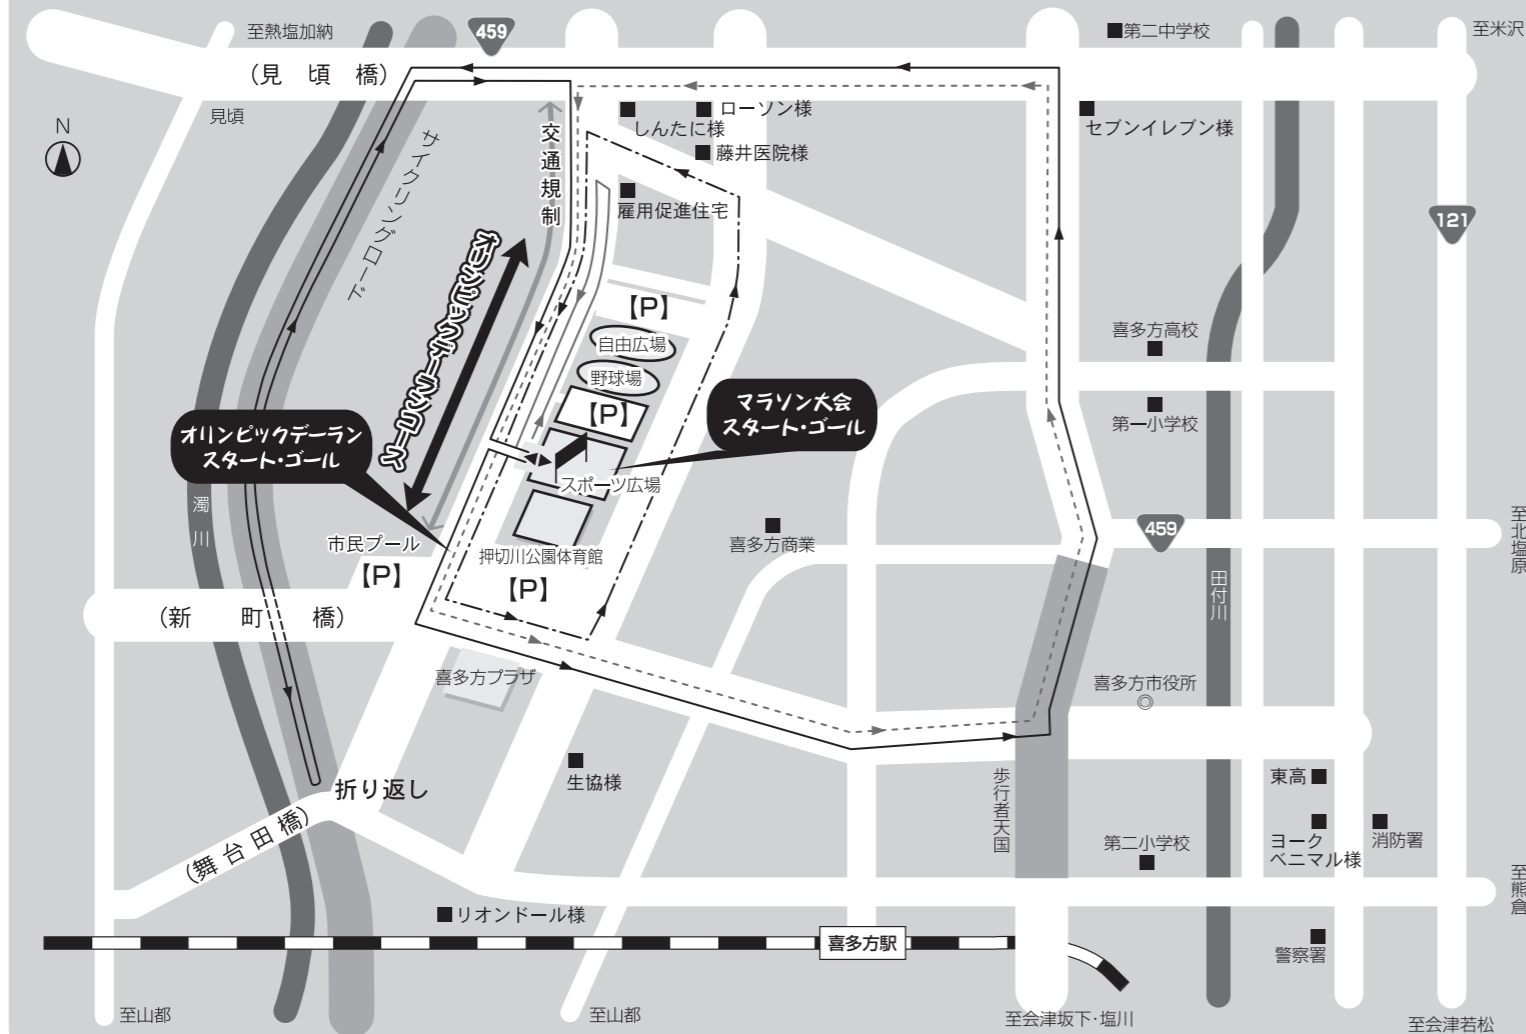 至熱塩加納
459
第二中学校
至米沢
(見頃橋)
見頃
N
サイクリングロード
交通規制
しんたに様
ローソン様
藤井医院様
セブンイレブン様
雇用促進住宅
121
オリンピックデーランコース
【P】
自由広場
野球場
【P】
喜多方高校
第一小学校
マラソン大会
スタート・ゴール
オリンピックデーラン
スタート・ゴール
スポーツ広場
濁川
市民プール
【P】
押切川公園体育館
【P】
喜多方商業
459
至北塩原
田付川
(新町橋)
喜多方プラザ
喜多方市役所
折り返し
生協様
歩行者天国
東高
(舞台田橋)
第二小学校
ヨーク
ベニマル様
消防署
至熊倉
リオンドール様
喜多方駅
警察署
至山都
至山都
至会津坂下・塩川
至会津若松